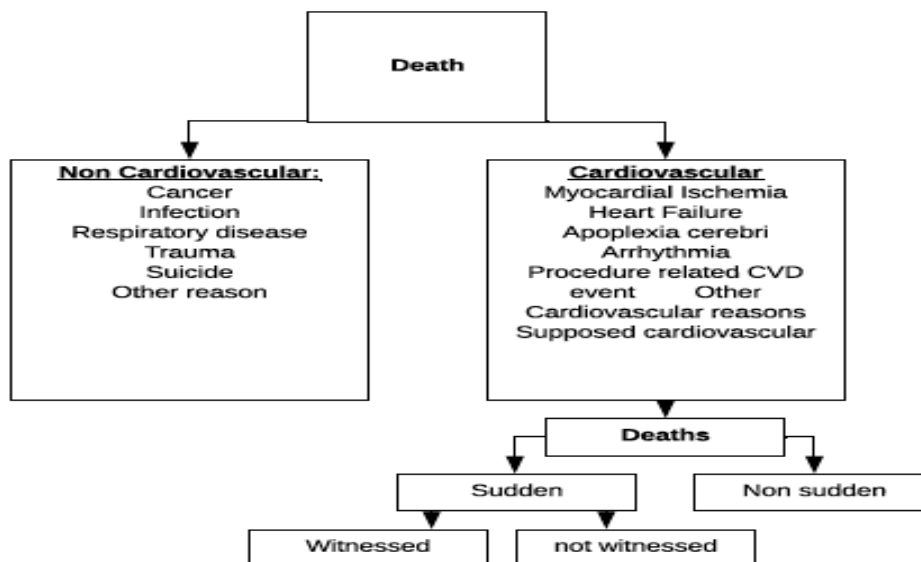 Death
Non Cardiovascular:
Cancer
Infection
Respiratory disease
Trauma
Suicide
Other reason
Cardiovascular
Myocardial Ischemia
Heart Failure
Apoplexia cerebri
Arrhythmia
Procedure related CVD
event Other
Cardiovascular reasons
Supposed cardiovascular
Deaths
Sudden
Non sudden
Witnessed
not witnessed